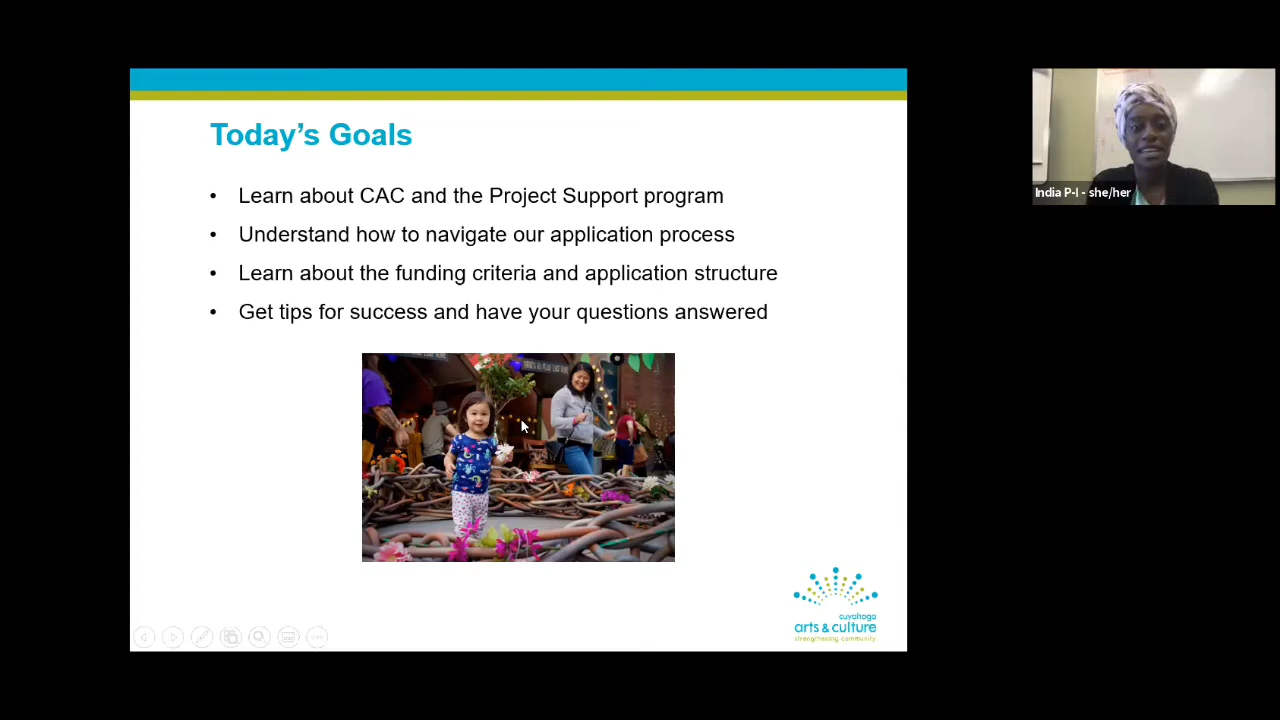 Today's Goals
• Learn about CAC and the Project Support program
• Understand how to navigate our application process
• Learn about the funding criteria and application structure
• Get tips for success and have your questions answered
cuyahoga
arts & culture
strengthening community
India P-I - she/her